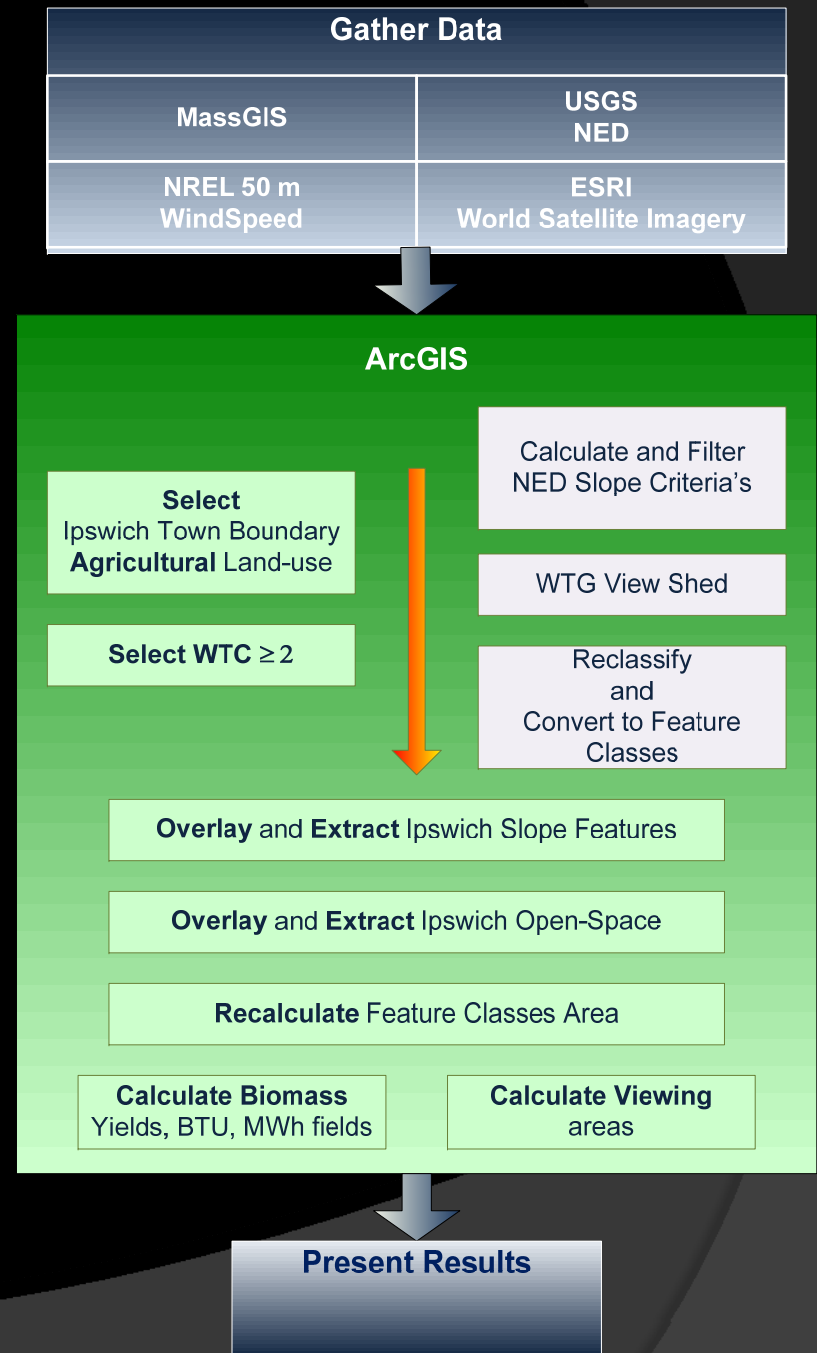 Gather Data
MassGIS
USGS
NED
NREL 50 m
WindSpeed
ESRI
World Satellite Imagery
ArcGIS
Select
Ipswich Town Boundary
Agricultural Land-use
Select WTC ≥ 2
Calculate and Filter
NED Slope Criteria's
WTG View Shed
Reclassify
and
Convert to Feature
Classes
Overlay and Extract Ipswich Slope Features
Overlay and Extract Ipswich Open-Space
Recalculate Feature Classes Area
Calculate Biomass
Yields, BTU, MWh fields
Calculate Viewing
areas
Present Results